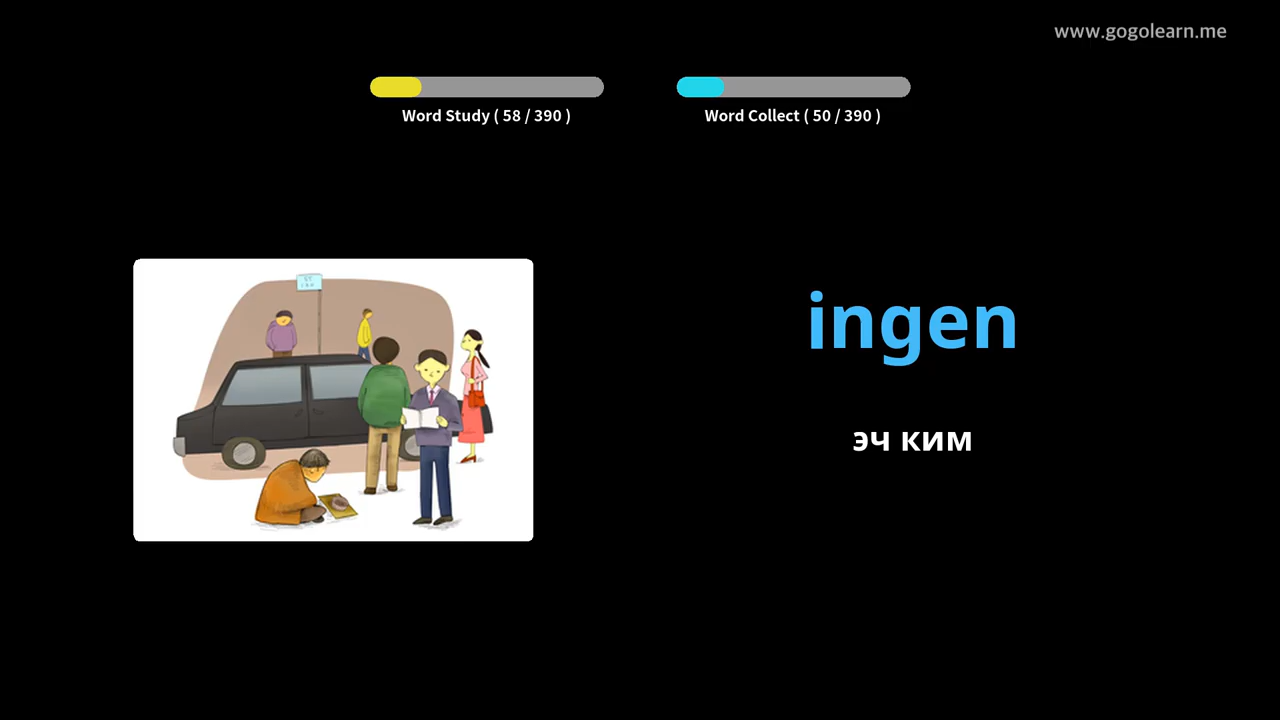 www.gogolearn.me
Word Study ( 58 / 390 )
Word Collect ( 50 / 390 )
ingen
эч ким